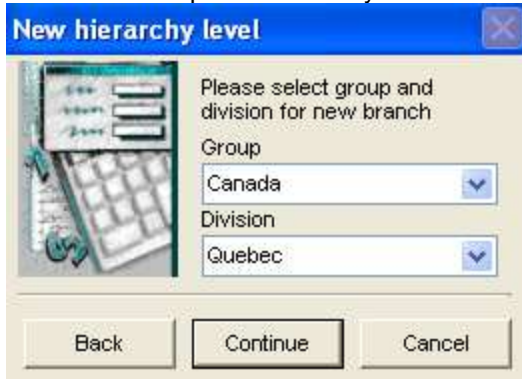 New hierarchy level
Please select group and
division for new branch
Group
Canada
Division
Quebec
Back
Continue
Cancel